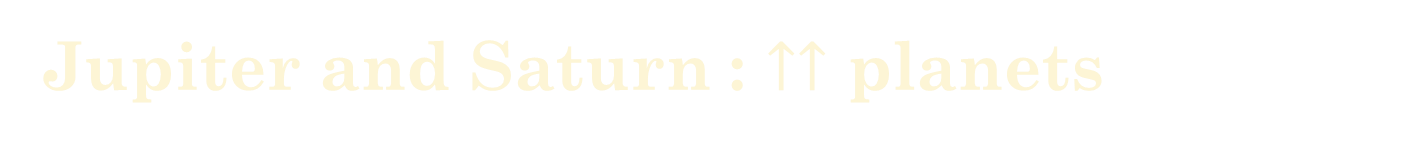 Jupiter and Saturn : ↑↑ planets